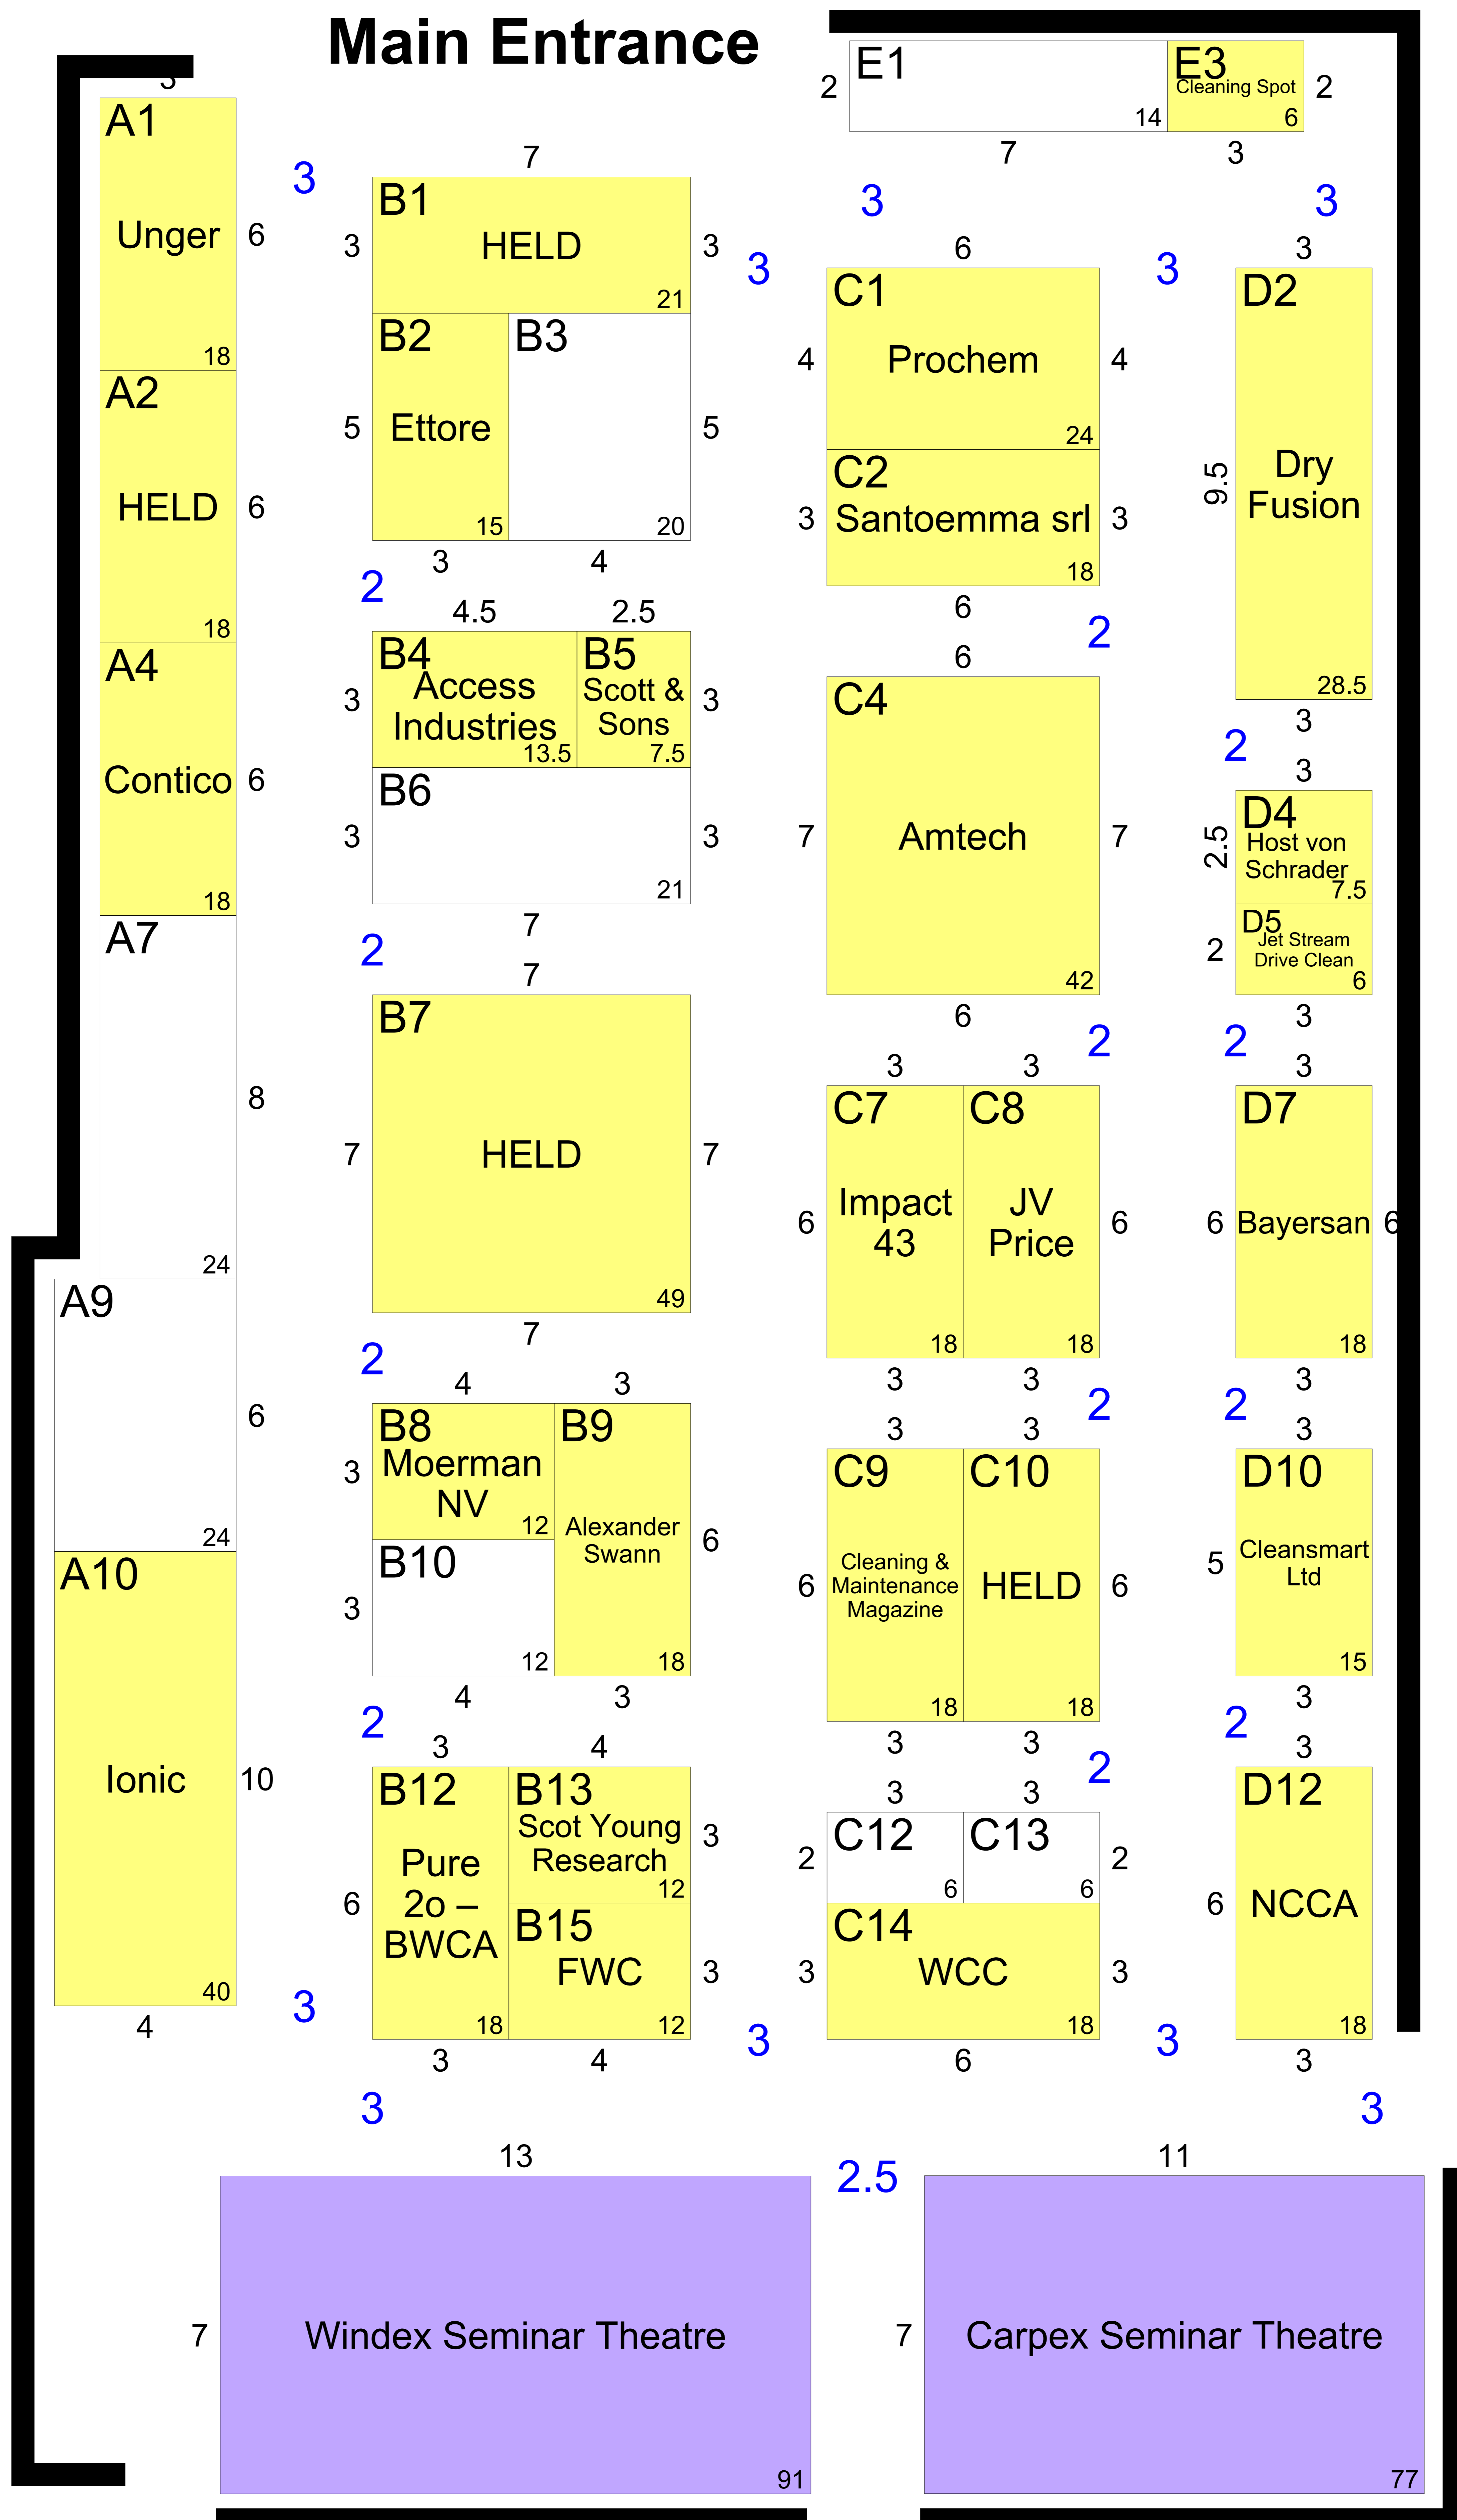 Main Entrance
E1
14
2
7
E3
Cleaning Spot
6
2
3
3
3
3
A1
Unger
18
6
A2
HELD
18
6
A4
Contico
18
6
A7
24
8
A9
24
6
A10
Ionic
40
10
4
3
3
7
B1
HELD
21
3
3
B2
Ettore
15
5
3
B3
20
5
4
3
2
4.5
2.5
B4
Access
Industries
13.5
3
B5
Scott &
Sons
7.5
3
B6
21
3
3
7
2
7
B7
HELD
49
7
7
7
2
4
3
B8
Moerman
NV
12
3
B9
Alexander
Swann
18
6
B10
12
3
4
3
2
3
4
B12
Pure
2o –
BWCA
18
6
3
B13
Scot Young
Research
12
3
B15
FWC
12
3
4
3
3
6
C1
Prochem
24
4
4
C2
Santoemma srl
18
3
3
6
2
6
C4
Amtech
42
7
7
6
2
3
3
C7
Impact
43
18
6
3
C8
JV
Price
18
6
3
2
3
3
C9
Cleaning &
Maintenance
Magazine
18
6
3
C10
HELD
18
6
3
2
3
3
C12
6
2
C13
6
2
C14
WCC
18
3
3
6
3
3
3
D2
Dry
Fusion
28.5
9.5
3
2
3
D4
Host von
Schrader
7.5
2.5
D5
Jet Stream
Drive Clean
6
2
3
2
3
D7
Bayersan
18
6
6
3
2
3
D10
Cleansmart
Ltd
15
5
3
2
3
D12
NCCA
18
6
3
3
13
7
Windex Seminar Theatre
91
2.5
11
7
Carpex Seminar Theatre
77